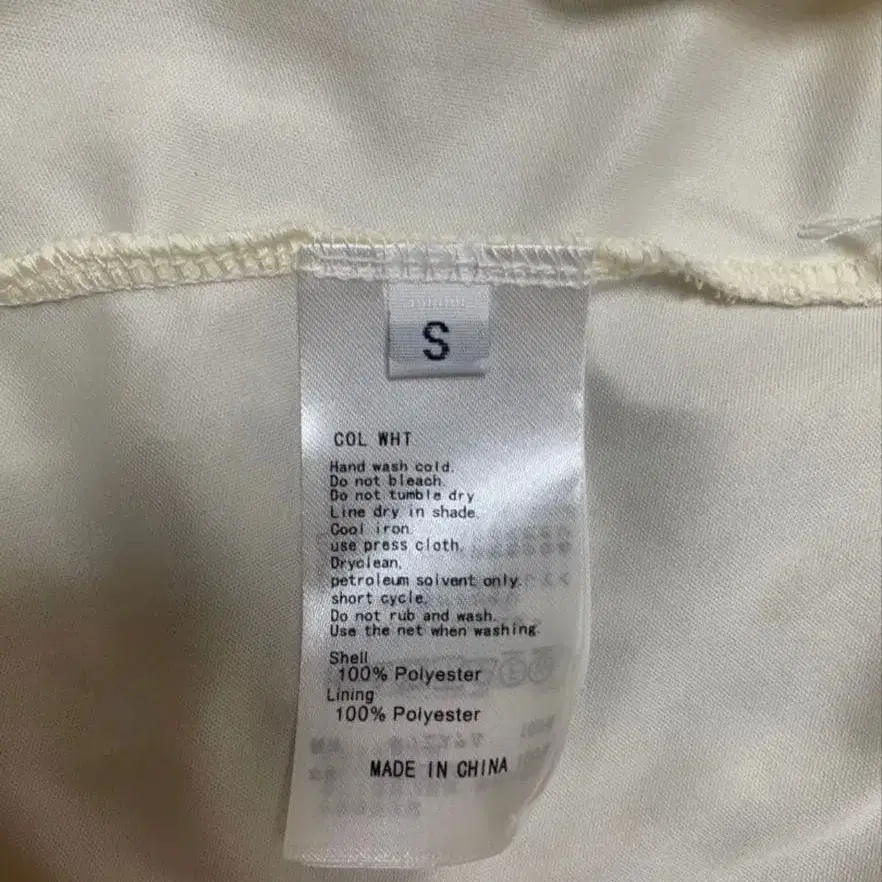 S
COL WHT
Hand wash cold.
Do not bleach.
Do not tumble dry
Line dry in shade.
Cool iron.
use press cloth.
Dryclean.
petroleum solvent only.
short cycle.
Do not rub and wash.
Use the net when washing.
Shell
100% Polyester
Lining
100% Polyester
MADE IN CHINA